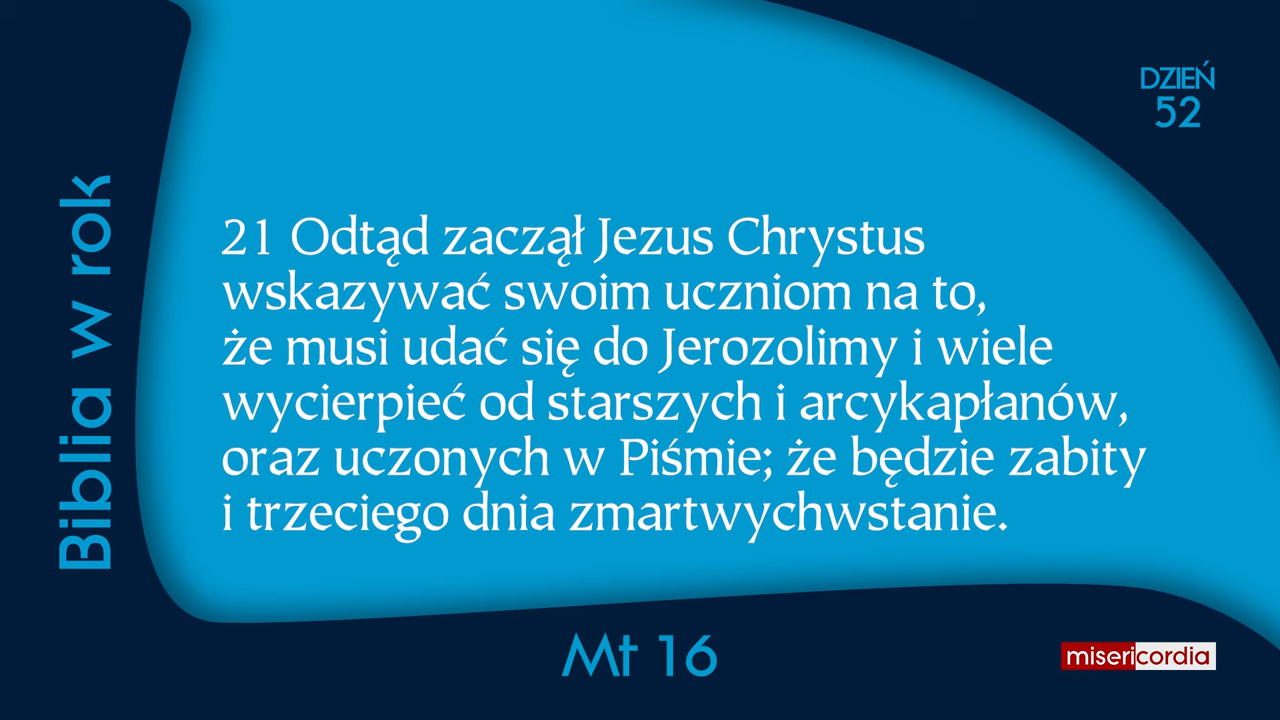 DZIEŃ
52
Biblia w rok
21 Odtąd zaczął Jezus Chrystus
wskazywać swoim uczniom na to,
że musi udać się do Jerozolimy i wiele
wycierpieć od starszych i arcykapłanów,
oraz uczonych w Piśmie; że będzie zabity
i trzeciego dnia zmartwychwstanie.
Mt 16
misericordia